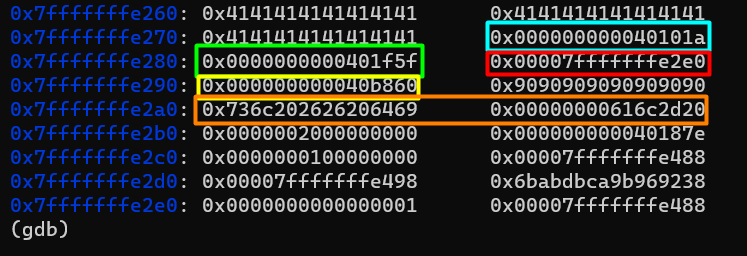 0x7fffffffe260: 0x4141414141414141 0x4141414141414141
0x7fffffffe270: 0x4141414141414141 0x000000000040101a
0x7fffffffe280: 0x0000000000401f5f 0x00007fffffffe2e0
0x7fffffffe290: 0x000000000040b860 0x9090909090909090
0x7fffffffe2a0: 0x736c202626206469 0x00000000616c2d20
0x7fffffffe2b0: 0x0000002000000000 0x000000000040187e
0x7fffffffe2c0: 0x0000000100000000 0x00007fffffffe488
0x7fffffffe2d0: 0x00007fffffffe498 0x6babdbca9b969238
0x7fffffffe2e0: 0x0000000000000001 0x00007fffffffe488
(gdb)